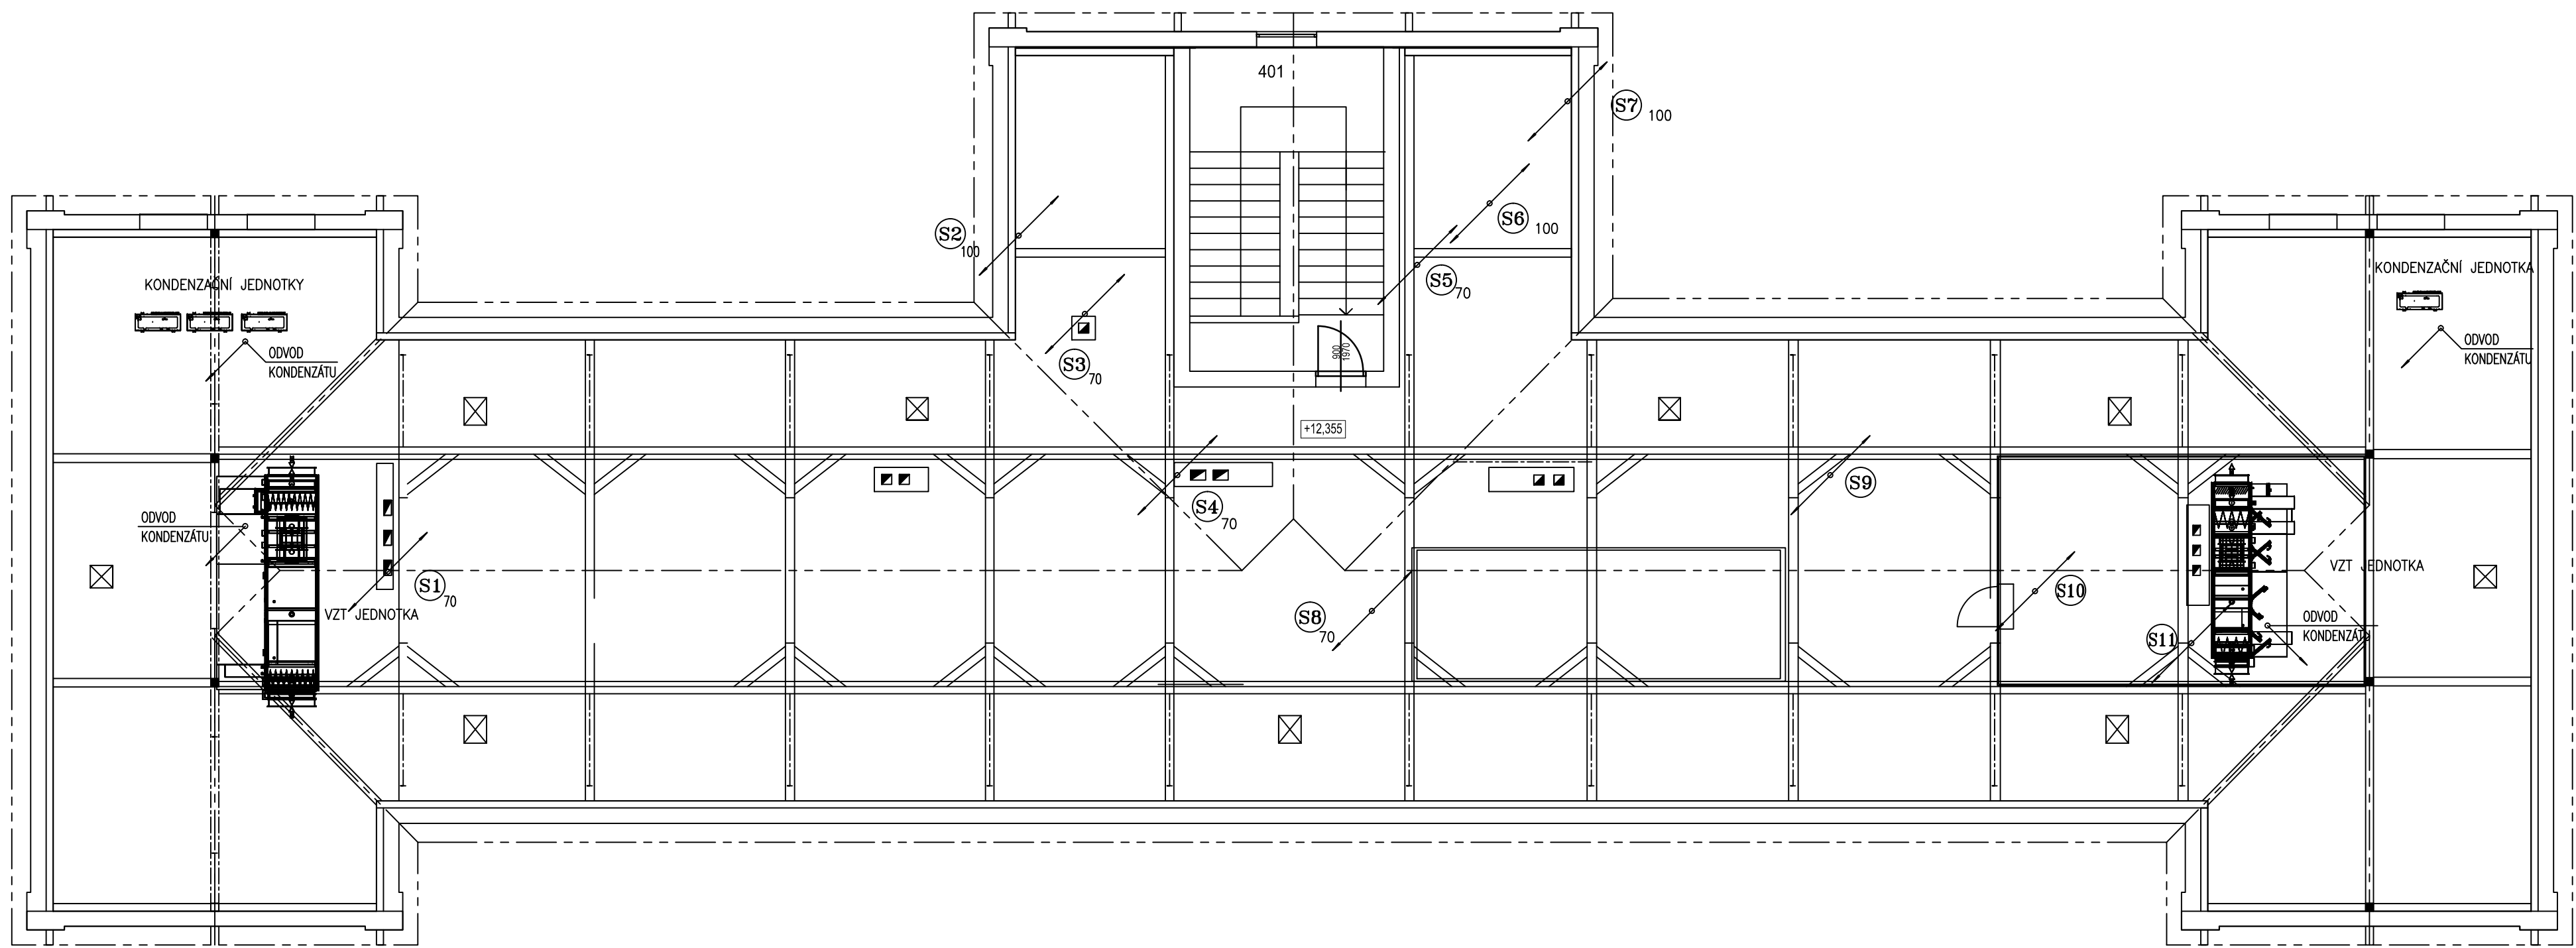 401
S7 100
S6 100
S2 100
S5 70
KONDENZAČNÍ JEDNOTKY
KONDENZAČNÍ JEDNOTKA
ODVOD
KONDENZÁTU
ODVOD
KONDENZÁTU
900
1970
S3 70
+12,355
S4 70
S9
ODVOD
KONDENZÁTU
S1 70
VZT JEDNOTKA
S8 70
S10
VZT JEDNOTKA
S11
ODVOD
KONDENZÁTU